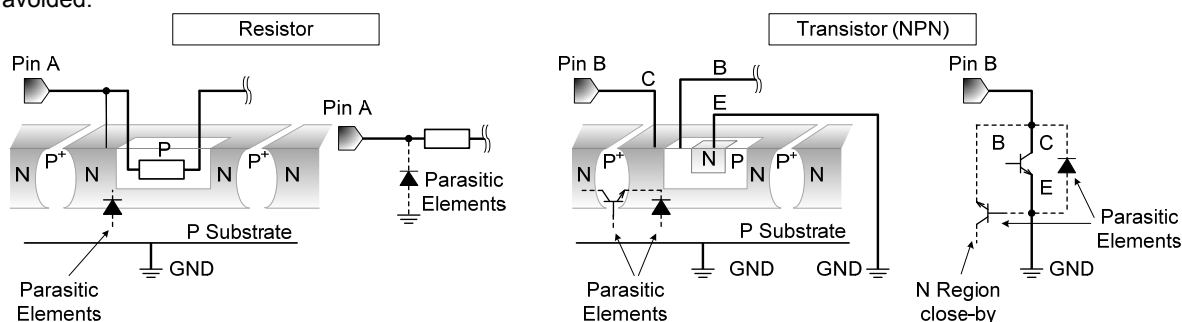 avoided.
Resistor
Transistor (NPN)
Pin A
Pin A
N
P+
N
P
N
P+
N
Parasitic
Elements
P Substrate
GND
Parasitic
Elements
Pin B
C
B
E
N
P+
N
N
P
N
P+
N
P Substrate
GND
GND
Parasitic
Elements
Pin B
B
C
E
Parasitic
Elements
GND
N Region
close-by